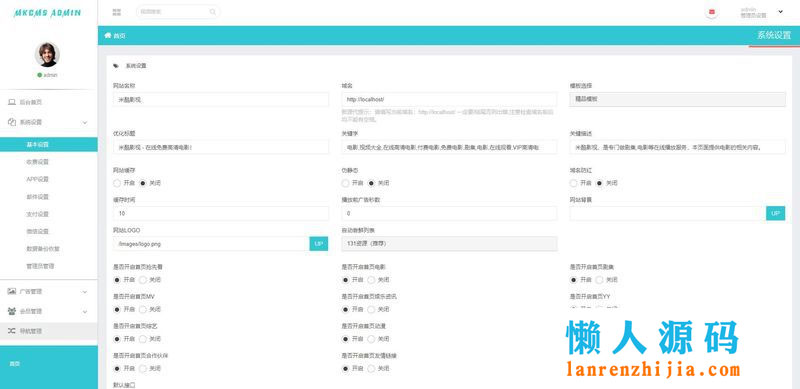 MKCMS ADMIN
视频搜索
admin
管理员设置
首页
系统设置
admin
后台首页
系统设置
基本设置
收费设置
APP设置
邮件设置
支付设置
微信设置
数据备份恢复
管理员管理
广告管理
会员管理
导航管理
首页
系统设置
网站名称
域名
模板选择
米酷影视
http://localhost/
精品模板
优化标题
关键字
关键描述
米酷影视 - 在线免费高清电影！
电影,视频大全,在线高清电影,付费电影,免费电影,剧集,电影,在线观看,VIP高清电
米酷影视，是专门做剧集,电影等在线播放服务，本页面提供电影的相关内容。
网站缓存
伪静态
域名防红
开启 关闭
开启 关闭
开启 关闭
缓存时间
播放前广告秒数
网站背景
10
0
UP
网站LOGO
自动尝鲜列表
/images/logo.png
UP
131资源（推荐）
是否开启首页抢先看
是否开启首页电影
是否开启首页剧集
开启 关闭
开启 关闭
开启 关闭
是否开启首页MV
是否开启首页娱乐资讯
是否开启首页YY
开启 关闭
开启 关闭
是否开启首页综艺
是否开启首页动漫
开启 关闭
开启 关闭
是否开启首页合作伙伴
是否开启首页友情链接
开启 关闭
开启 关闭
默认接口
懒人源码
lanrenzhijia.com